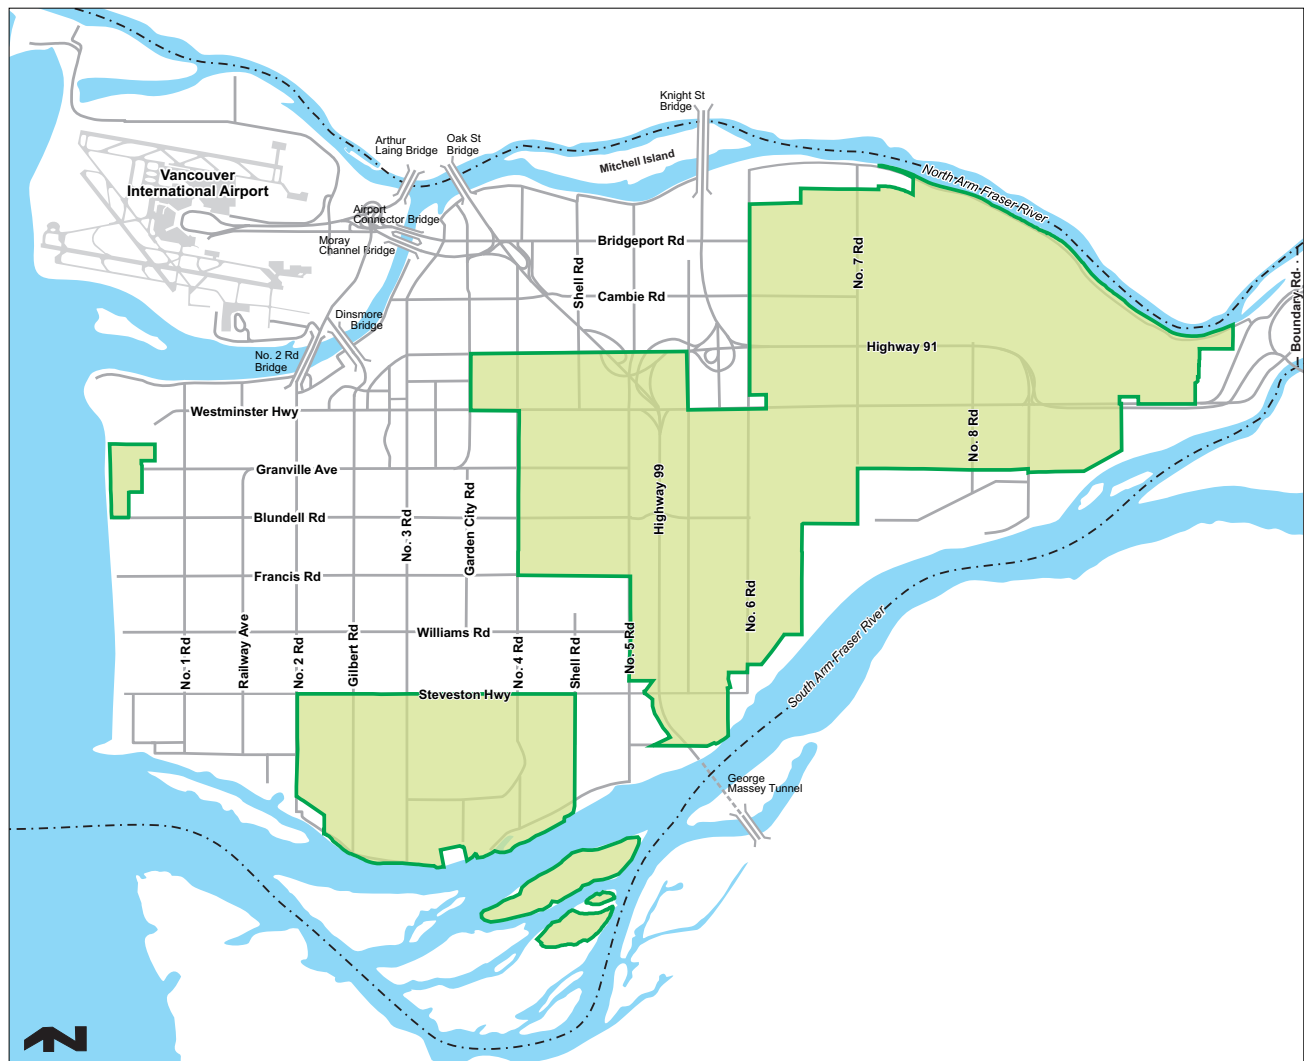 Knight St
Bridge
Arthur
Laing Bridge
Oak St
Bridge
Mitchell Island
Vancouver
International Airport
North Arm Fraser River
Airport
Connector Bridge
Moray
Channel Bridge
Bridgeport Rd
No. 7 Rd
Shell Rd
Cambie Rd
Boundary Rd
Dinsmore
Bridge
No. 2 Rd
Bridge
Highway 91
Westminster Hwy
No. 8 Rd
Granville Ave
Highway 99
Blundell Rd
No. 3 Rd
Garden City Rd
Francis Rd
No. 6 Rd
Williams Rd
South Arm Fraser River
No. 1 Rd
Railway Ave
No. 2 Rd
Gilbert Rd
No. 4 Rd
Shell Rd
No. 5 Rd
Steveston Hwy
George
Massey Tunnel
N